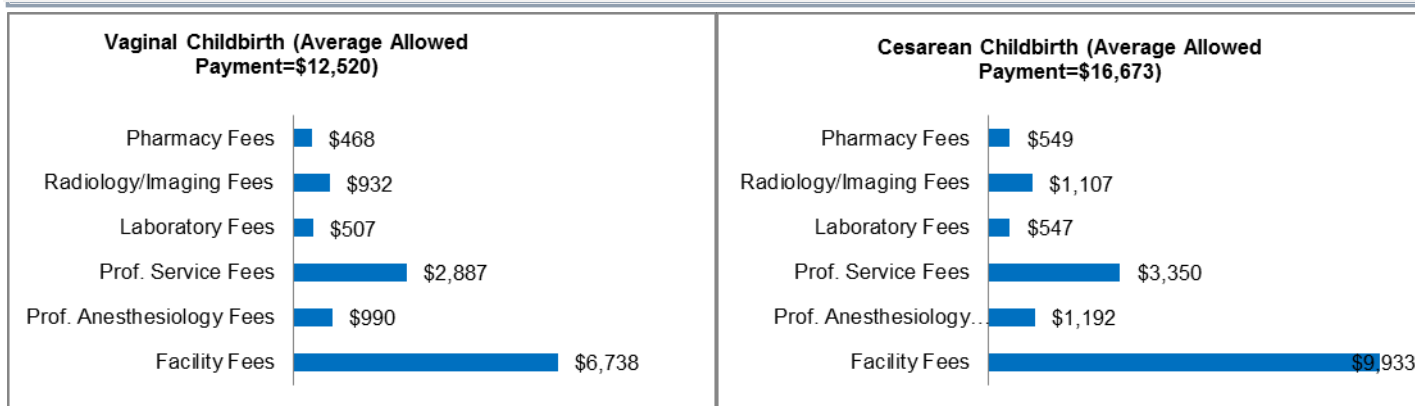 Vaginal Childbirth (Average Allowed
Payment=$12,520)
Pharmacy Fees $468
Radiology/Imaging Fees $932
Laboratory Fees $507
Prof. Service Fees $2,887
Prof. Anesthesiology Fees $990
Facility Fees $6,738
Cesarean Childbirth (Average Allowed
Payment=$16,673)
Pharmacy Fees $549
Radiology/Imaging Fees $1,107
Laboratory Fees $547
Prof. Service Fees $3,350
Prof. Anesthesiology... $1,192
Facility Fees $9,933